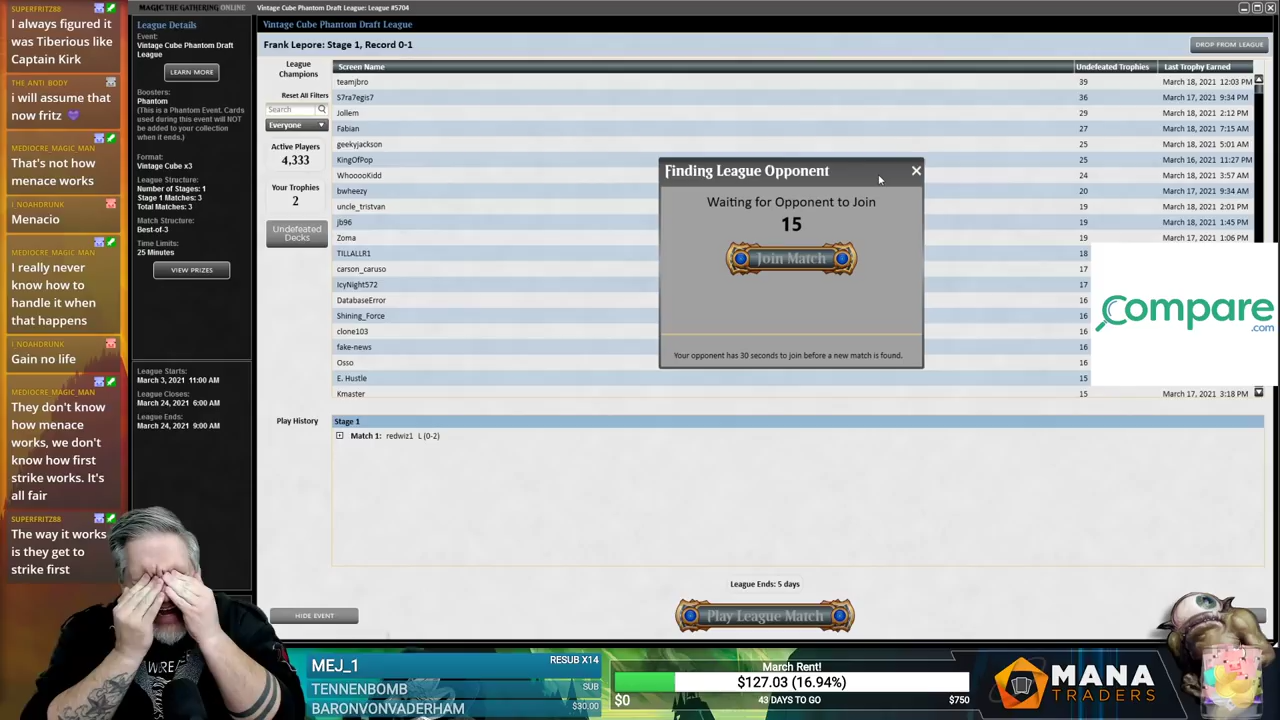 SUPERFRITZ88
I always figured it
was Tiberious like
Captain Kirk
THE ANTI BODY
i will assume that
now fritz 💜
MEDIOCRE MAGIC MAN
That's not how
menace works
I NOAHDRUNK
Menacio
MEDIOCRE MAGIC MAN
I really never
know how to
handle it when
that happens
I NOAHDRUNK
Gain no life
MEDIOCRE MAGIC MAN
They don't know
how menace
works, we don't
know how first
strike works. It's
all fair
SUPERFRITZ88
The way it works
is they get to
strike first
MAGIC THE GATHERING ONLINE
Vintage Cube Phantom Draft League: League #5704
League Details
Event:
Vintage Cube Phantom Draft
League
LEARN MORE
Boosters:
Phantom
(This is a Phantom Event. Cards
used during this event will NOT
be added to your collection
when it ends.)
Format:
Vintage Cube x3
League Structure:
Number of Stages: 1
Stage 1 Matches: 3
Total Matches: 3
Match Structure:
Best-of-3
Time Limits:
25 Minutes
VIEW PRIZES
League Starts:
March 3, 2021 11:00 AM
League Closes:
March 24, 2021 6:00 AM
League Ends:
March 24, 2021 9:00 AM
Vintage Cube Phantom Draft League
Frank Lepore: Stage 1, Record 0-1
DROP FROM LEAGUE
League
Champions
Reset All Filters
Search
Everyone
Active Players
4,333
Your Trophies
2
Undefeated
Decks
Screen Name Undefeated Trophies Last Trophy Earned
teamjbro 39 March 18, 2021 12:03 PM
S7ra7egis7 36 March 17, 2021 9:34 PM
Jollem 29 March 18, 2021 2:12 PM
Fabian 27 March 18, 2021 7:15 AM
geekyjackson 25 March 18, 2021 5:01 AM
KingOfPop 25 March 16, 2021 11:27 PM
WhooooKidd 24 March 18, 2021 3:57 AM
bwheezy 20 March 17, 2021 9:34 AM
uncle_tristvan 19 March 18, 2021 2:01 PM
jb96 19 March 18, 2021 1:45 PM
Zoma 19 March 17, 2021 1:06 PM
TILLALLR1 18
carson_caruso 17
IcyNight572 17
DatabaseError 16
Shining_Force 16
clone103 16
fake-news 16
Osso 16
E. Hustle 15
Kmaster 15 March 17, 2021 3:18 PM
Finding League Opponent
Waiting for Opponent to Join
15
Join Match
Your opponent has 30 seconds to join before a new match is found.
Compare
.com
Play History
Stage 1
Match 1: redwiz1 L (0-2)
League Ends: 5 days
HIDE EVENT
Play League Match
MEJ_1 RESUB X14
TENNENBOMB SUB
BARONVONVADERHAM $30.00
March Rent!
$127.03 (16.94%)
$0 43 DAYS TO GO $750
MANA
TRADERS